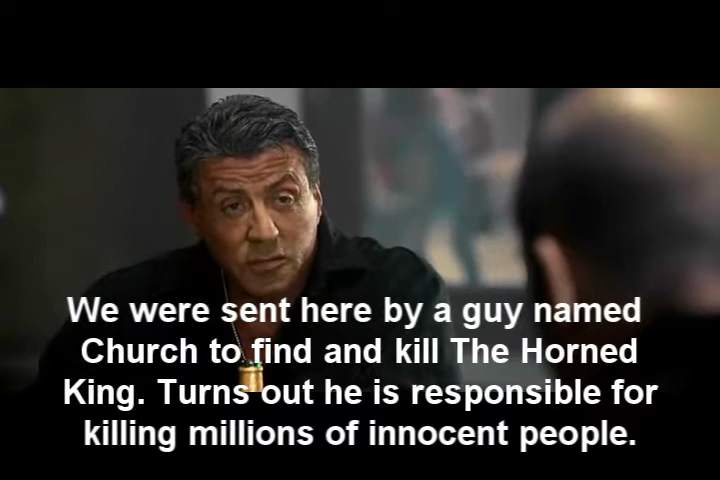 We were sent here by a guy named
Church to find and kill The Horned
King. Turns out he is responsible for
killing millions of innocent people.